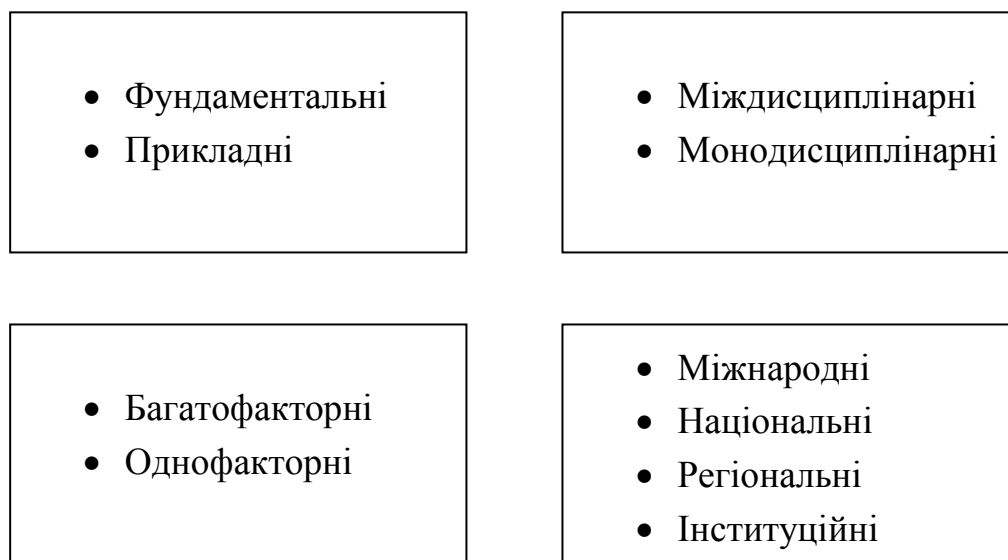 • Фундаментальні
• Прикладні
• Міждисциплінарні
• Монодисциплінарні
• Багатофакторні
• Однофакторні
• Міжнародні
• Національні
• Регіональні
• Інституційні